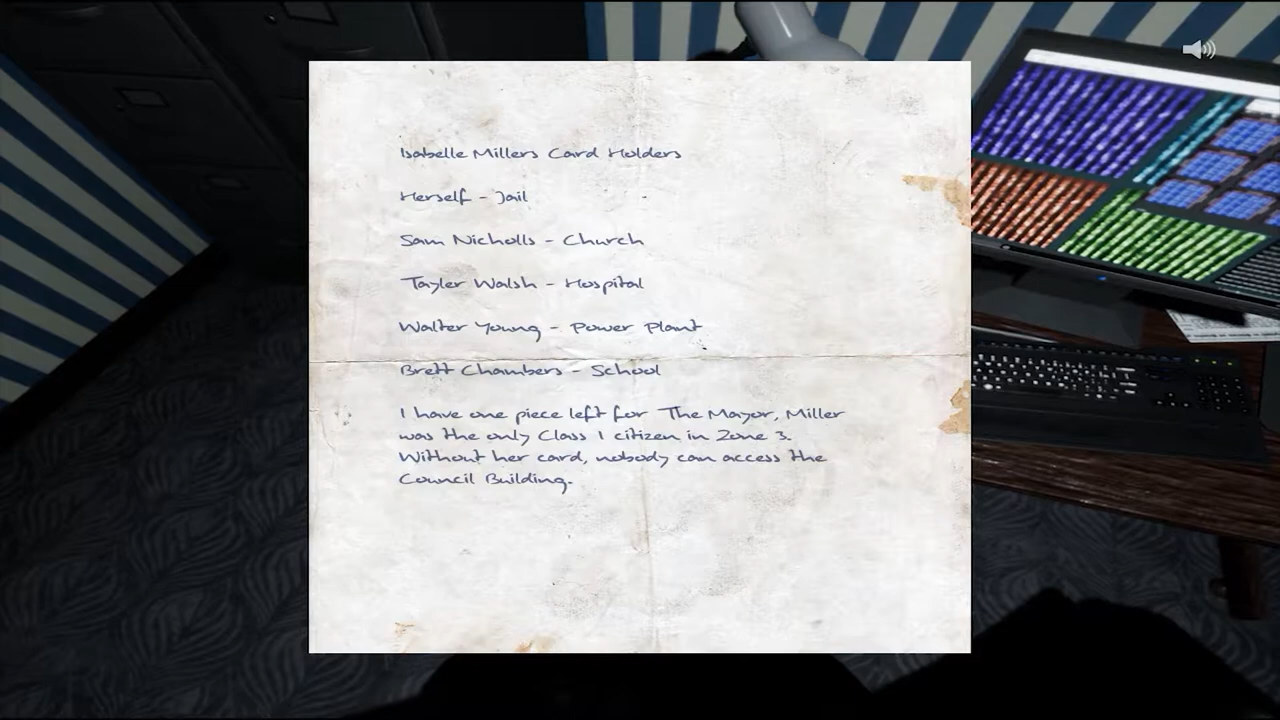 Isabelle Millers Card Holders
Herself - Jail
Sam Nicholls - Church
Tayler Walsh - Hospital
Walter Young - Power Plant
Brett Chambers - School
I have one piece left for The Mayor, Miller
was the only Class 1 citizen in Zone 3.
Without her card, nobody can access the
Council Building.